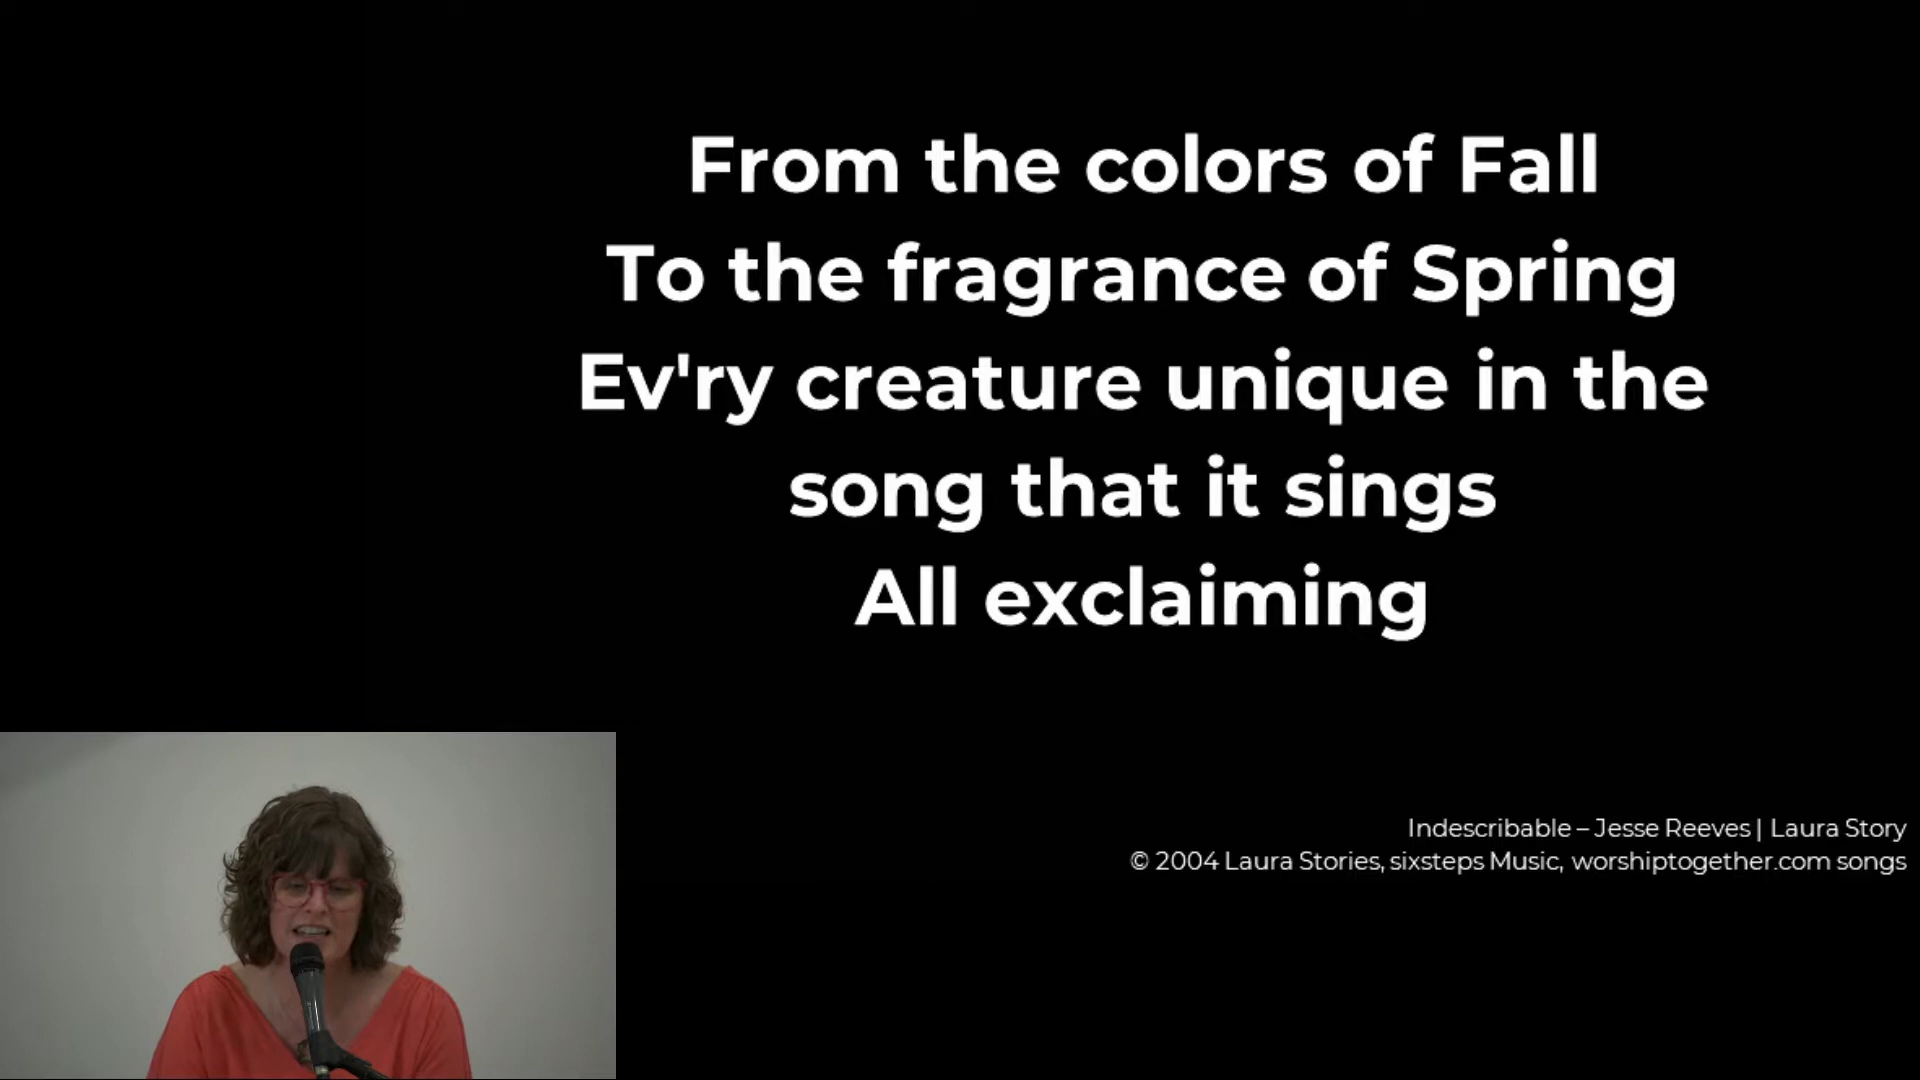 From the colors of Fall
To the fragrance of Spring
Ev'ry creature unique in the
song that it sings
All exclaiming
Indescribable – Jesse Reeves | Laura Story
© 2004 Laura Stories, sixsteps Music, worshiptogether.com songs